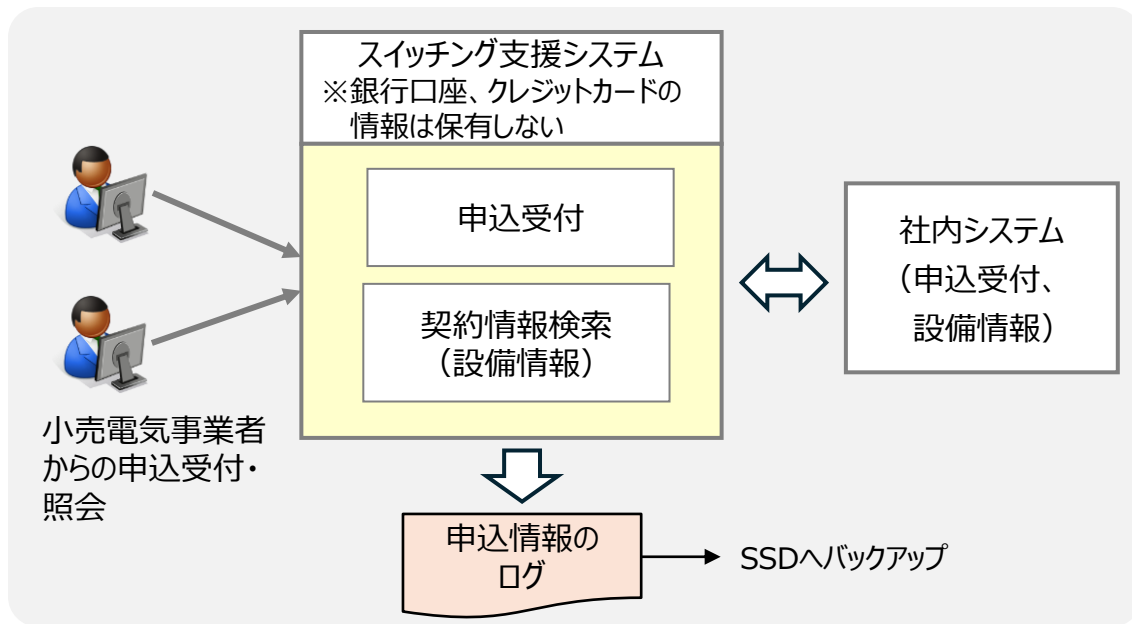 スイッチング支援システム
※銀行口座、クレジットカードの
情報は保有しない
申込受付
契約情報検索
（設備情報）
社内システム
（申込受付、
設備情報）
小売電気事業者
からの申込受付・
照会
申込情報の
ログ
SSDへバックアップ